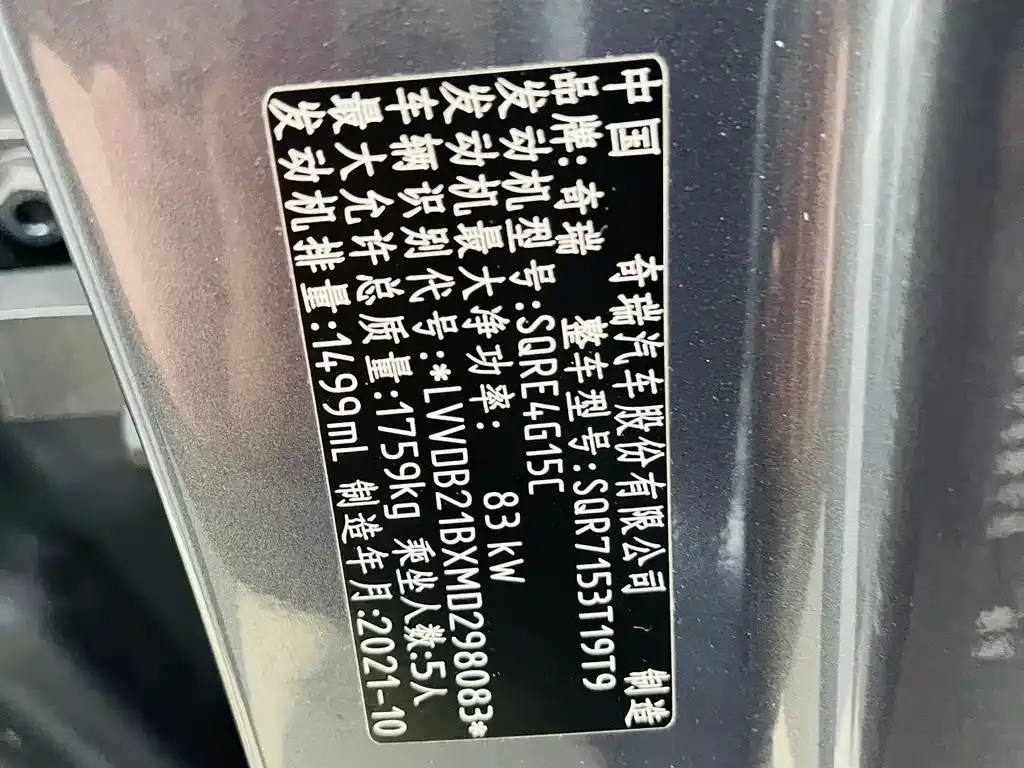 中国 奇瑞汽车股份有限公司 制造
品牌:奇瑞 整车型号:SQR7153T19T9
发动机型号:SQRE4G15C
发动机最大净功率: 83 kW
车辆识别代号:*LVVDB21BXMD298083*
最大允许总质量:1759kg 乘坐人数:5人
发动机排量:1499ml 制造年月:2021-10